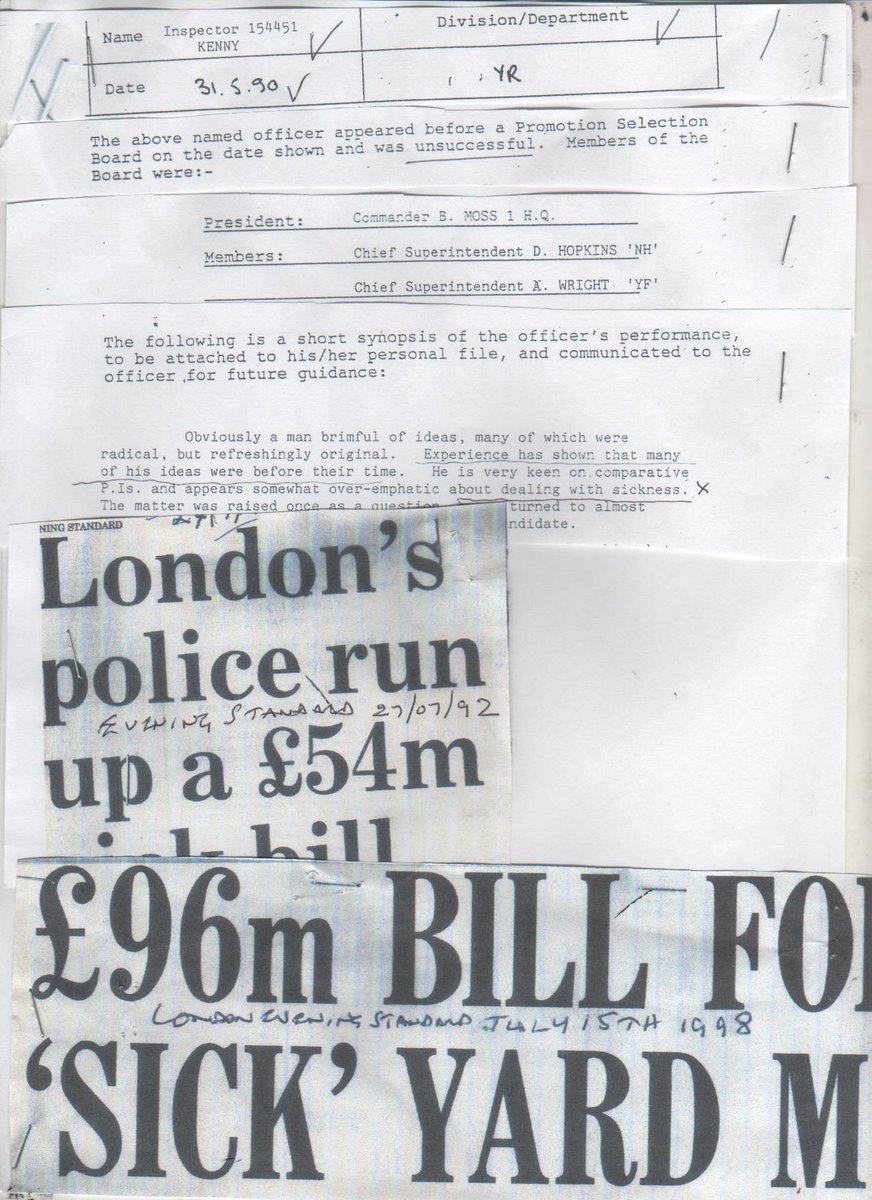 Name Inspector 154451
KENNY
Division/Department
Date 31.5.90
YR
The above named officer appeared before a Promotion Selection
Board on the date shown and was unsuccessful. Members of the
Board were:-
President: Commander B. MOSS 1 H.Q.
Members: Chief Superintendent D. HOPKINS 'NH'
Chief Superintendent A. WRIGHT 'YF'
The following is a short synopsis of the officer's performance,
to be attached to his/her personal file, and communicated to the
officer for future guidance:
Obviously a man brimful of ideas, many of which were
radical, but refreshingly original. Experience has shown that many
of his ideas were before their time. He is very keen on comparative
P.Is. and appears somewhat over-emphatic about dealing with sickness. X
The matter was raised once as a question turned to almost
ndidate.
NING STANDARD
London's
police run
EVENING STANDARD 27/07/92
up a £54m
sick bill
£96m BILL FO
LONDON EVENING STANDARD JULY 15TH 1998
'SICK' YARD M